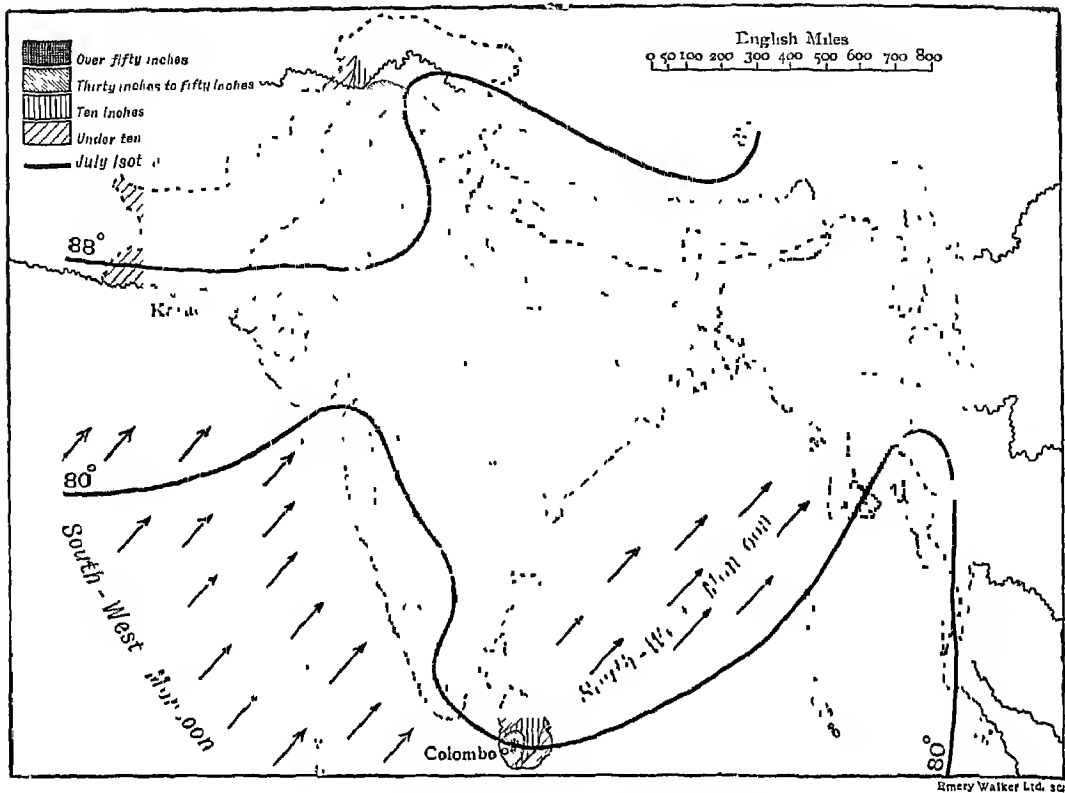 English Miles
0 50 100 200 300 400 500 600 700 800
Over fifty inches
Thirty inches to fifty inches
Ten Inches
Under ten
July Isot
88°
80°
South-West
Colombo
80°
Emery Walker Ltd. sc